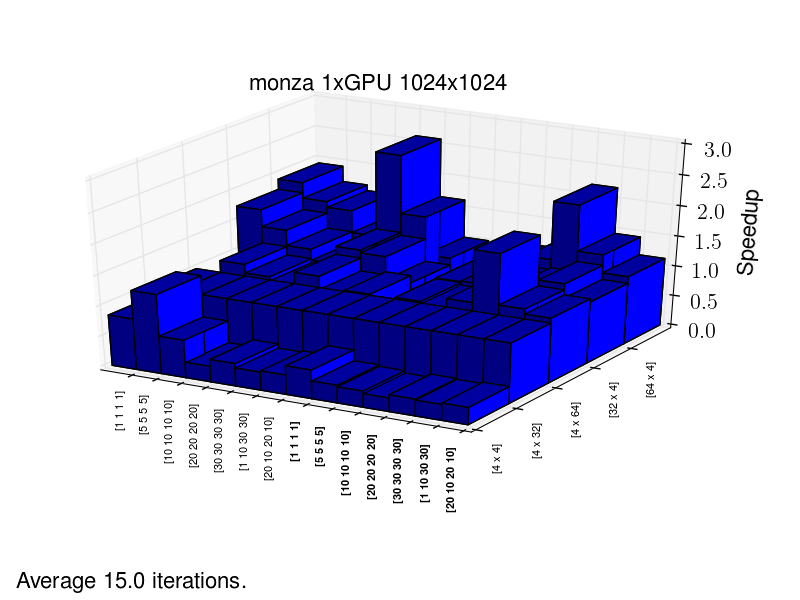 monza 1xGPU 1024x1024
3.0
2.5
2.0
1.5
1.0
0.5
0.0
Speedup
[1 1 1 1]
[5 5 5 5]
[10 10 10 10]
[20 20 20 20]
[30 30 30 30]
[1 10 30 30]
[20 10 20 10]
[1 1 1 1]
[5 5 5 5]
[10 10 10 10]
[20 20 20 20]
[30 30 30 30]
[1 10 30 30]
[20 10 20 10]
[4 x 4]
[4 x 32]
[4 x 64]
[32 x 4]
[64 x 4]
Average 15.0 iterations.